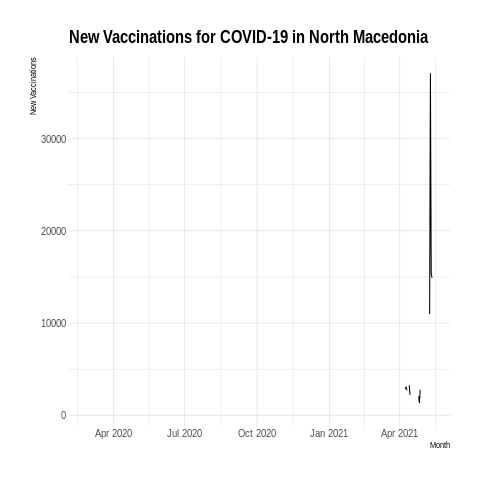 New Vaccinations for COVID-19 in North Macedonia
New Vaccinations
30000
20000
10000
0
Apr 2020 Jul 2020 Oct 2020 Jan 2021 Apr 2021
Month